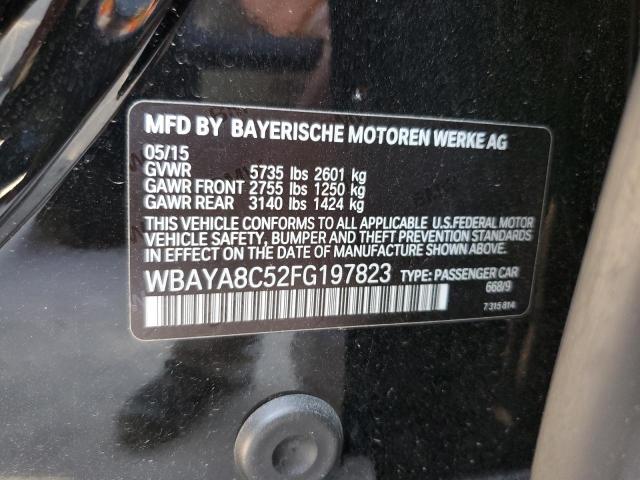 MFD BY BAYERISCHE MOTOREN WERKE AG
05/15
GVWR 5735 lbs 2601 kg
GAWR FRONT 2755 lbs 1250 kg
GAWR REAR 3140 lbs 1424 kg
THIS VEHICLE CONFORMS TO ALL APPLICABLE U.S.FEDERAL MOTOR
VEHICLE SAFETY, BUMPER AND THEFT PREVENTION STANDARDS
IN EFFECT ON THE DATE OF MANUFACTURE SHOWN ABOVE.
WBAYA8C52FG197823 TYPE: PASSENGER CAR
668/9
7 315 814